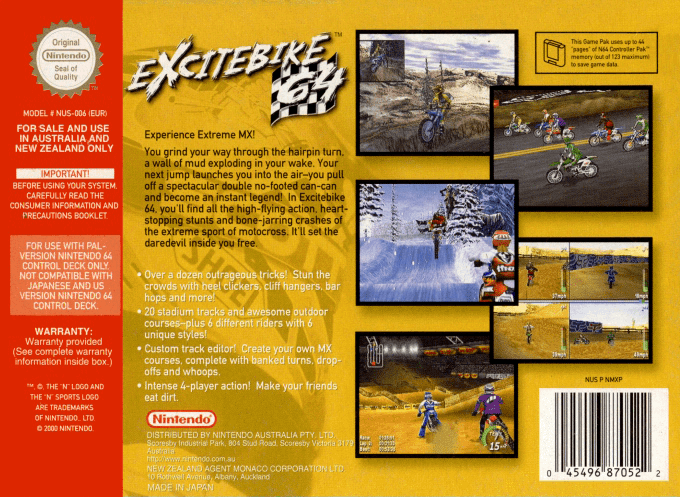 Original
Nintendo
Seal of
Quality
TM
MODEL # NUS-006 (EUR)
FOR SALE AND USE
IN AUSTRALIA AND
NEW ZEALAND ONLY
IMPORTANT!
BEFORE USING YOUR SYSTEM,
CAREFULLY READ THE
CONSUMER INFORMATION AND
PRECAUTIONS BOOKLET.
FOR USE WITH PAL-
VERSION NINTENDO 64
CONTROL DECK ONLY.
NOT COMPATIBLE WITH
JAPANESE AND US
VERSION NINTENDO 64
CONTROL DECK.
WARRANTY:
Warranty provided
(See complete warranty
information inside box.)
™, ®, THE "N" LOGO AND
THE "N" SPORTS LOGO
ARE TRADEMARKS
OF NINTENDO., LTD.
© 2000 NINTENDO.
EXCITEBIKE
64
TM
Experience Extreme MX!
You grind your way through the hairpin turn,
a wall of mud exploding in your wake. Your
next jump launches you into the air–you pull
off a spectacular double no-footed can-can
and become an instant legend! In Excitebike
64, you'll find all the high-flying action, heart-
stopping stunts and bone-jarring crashes of
the extreme sport of motocross. It'll set the
daredevil inside you free.
• Over a dozen outrageous tricks! Stun the
crowds with heel clickers, cliff hangers, bar
hops and more!
• 20 stadium tracks and awesome outdoor
courses–plus 6 different riders with 6
unique styles!
• Custom track editor! Create your own MX
courses, complete with banked turns, drop-
offs and whoops.
• Intense 4-player action! Make your friends
eat dirt.
Nintendo
DISTRIBUTED BY NINTENDO AUSTRALIA PTY. LTD.
Scoresby Industrial Park, 804 Stud Road, Scoresby Victoria 3179
Australia
http://www.nintendo.com.au
NEW ZEALAND AGENT MONACO CORPORATION LTD
10 Rothwell Avenue, Albany, Auckland
MADE IN JAPAN
This Game Pak uses up to 44
"pages" of N64 Controller Pak™
memory (out of 123 maximum)
to save game data.
NUS P NMXP
0 45496 87052 2